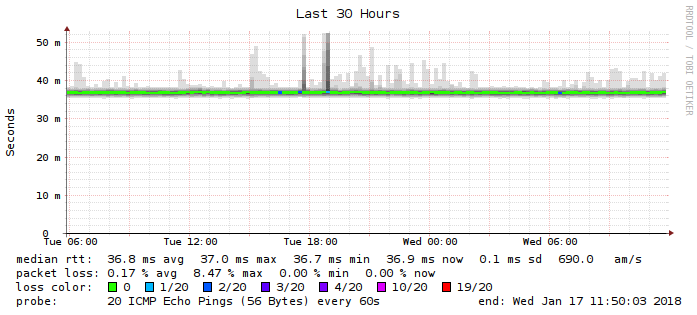 Last 30 Hours
RRDTOOL / TOBI OETIKER
Seconds
50 m
40 m
30 m
20 m
10 m
0
Tue 06:00 Tue 12:00 Tue 18:00 Wed 00:00 Wed 06:00
median rtt: 36.8 ms avg 37.0 ms max 36.7 ms min 36.9 ms now 0.1 ms sd 690.0 am/s
packet loss: 0.17 % avg 8.47 % max 0.00 % min 0.00 % now
loss color: 0 1/20 2/20 3/20 4/20 10/20 19/20
probe: 20 ICMP Echo Pings (56 Bytes) every 60s end: Wed Jan 17 11:50:03 2018